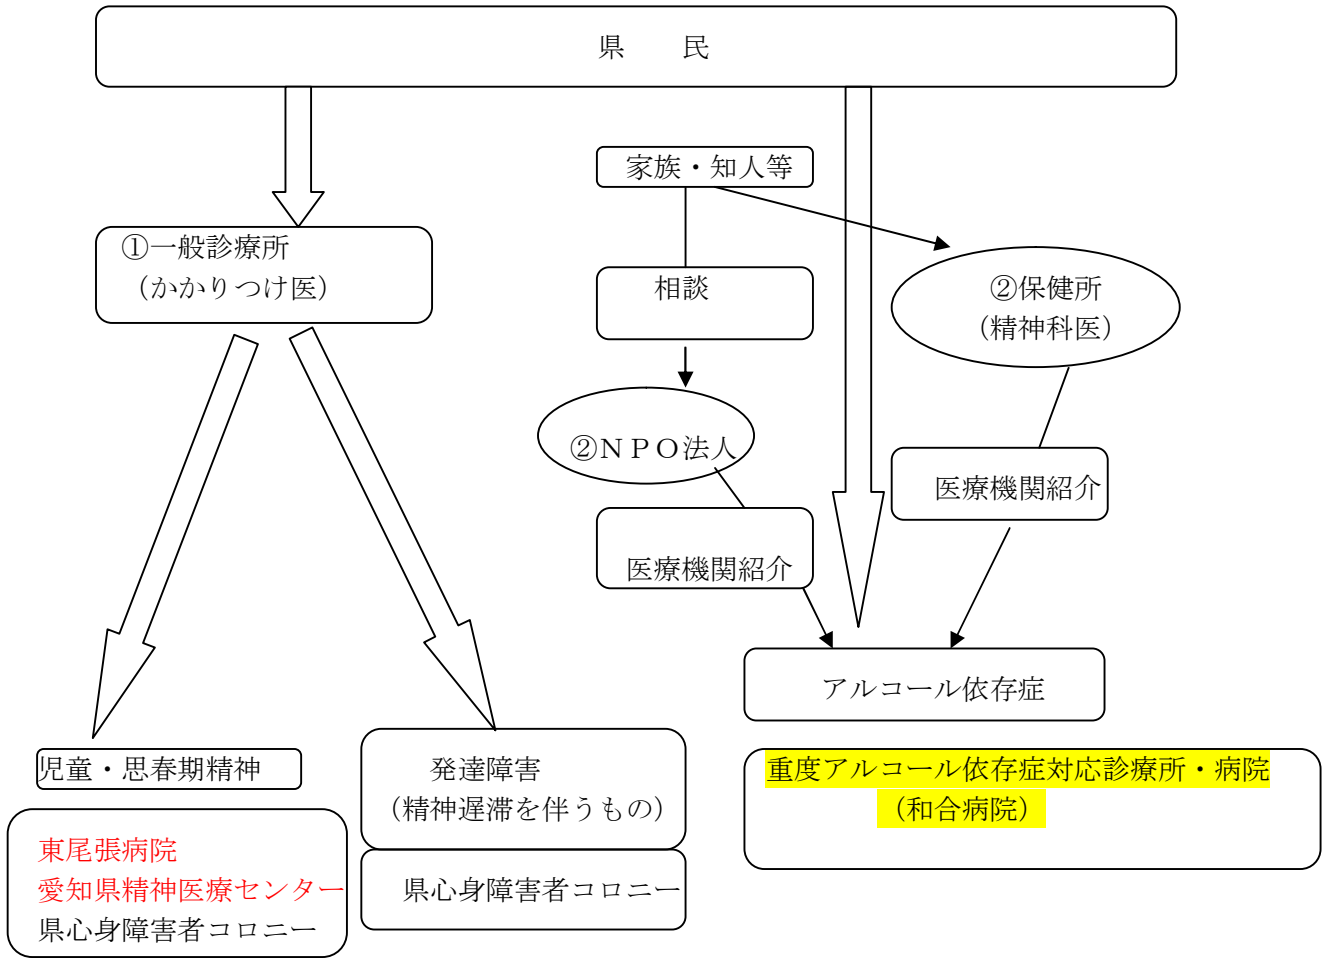 県　　民
家族・知人等
①一般診療所
（かかりつけ医）
相談
②保健所
（精神科医）
②ＮＰＯ法人
医療機関紹介
医療機関紹介
アルコール依存症
児童・思春期精神
発達障害
（精神遅滞を伴うもの）
重度アルコール依存症対応診療所・病院
（和合病院）
東尾張病院
愛知県精神医療センター
県心身障害者コロニー
県心身障害者コロニー